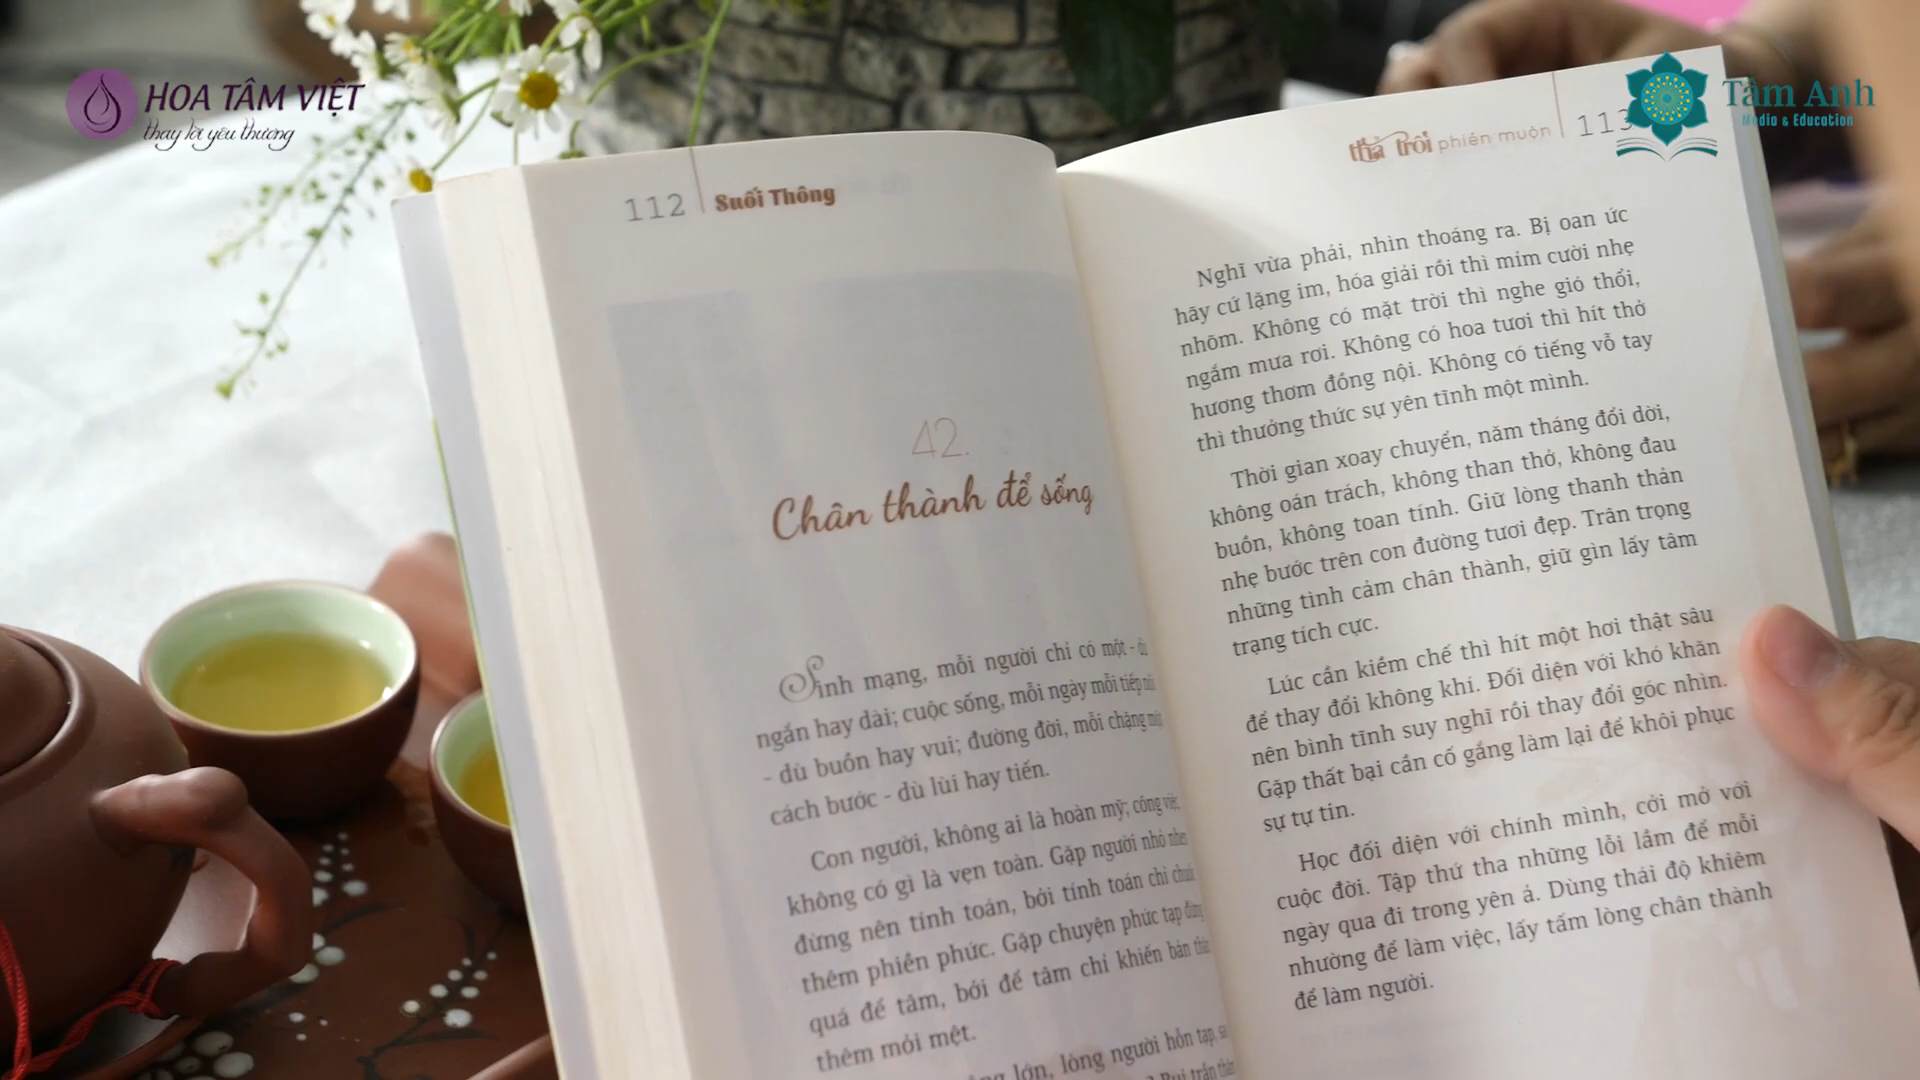 HOA TÂM VIỆT
thay lời yêu thương
Tâm Anh
Media & Education
112
Suối Thông
42.
Chân thành để sống
Sinh mạng, mỗi người chỉ có một - dù
ngắn hay dài; cuộc sống, mỗi ngày mỗi tiếp
- dù buồn hay vui; đường đời, mỗi chặng
cách bước - dù lùi hay tiến.
Con người, không ai là hoàn mỹ; công việc,
không có gì là vẹn toàn. Gặp người nhỏ nhen
đừng nên tính toán, bởi tính toán chỉ
thêm phiền phức. Gặp chuyện phức tạp đừng
quá để tâm, bởi để tâm chỉ khiến bản thân
thêm mỏi mệt.
lớn, lòng người hỗn tạp,
Bụi trần
thả trôi phiền muộn
113
Nghĩ vừa phải, nhìn thoáng ra. Bị oan ức
hãy cứ lặng im, hóa giải rồi thì mỉm cười nhẹ
nhõm. Không có mặt trời thì nghe gió thổi,
ngắm mưa rơi. Không có hoa tươi thì hít thở
hương thơm đồng nội. Không có tiếng vỗ tay
thì thưởng thức sự yên tĩnh một mình.
Thời gian xoay chuyển, năm tháng đổi dời,
không oán trách, không than thở, không đau
buồn, không toan tính. Giữ lòng thanh thản
nhẹ bước trên con đường tươi đẹp. Trân trọng
những tình cảm chân thành, giữ gìn lấy tâm
trạng tích cực.
Lúc cần kiềm chế thì hít một hơi thật sâu
để thay đổi không khí. Đối diện với khó khăn
nên bình tĩnh suy nghĩ rồi thay đổi góc nhìn.
Gặp thất bại cần cố gắng làm lại để khôi phục
sự tự tin.
Học đối diện với chính mình, cởi mở với
cuộc đời. Tập thứ tha những lỗi lầm để mỗi
ngày qua đi trong yên ả. Dùng thái độ khiêm
nhường để làm việc, lấy tấm lòng chân thành
để làm người.